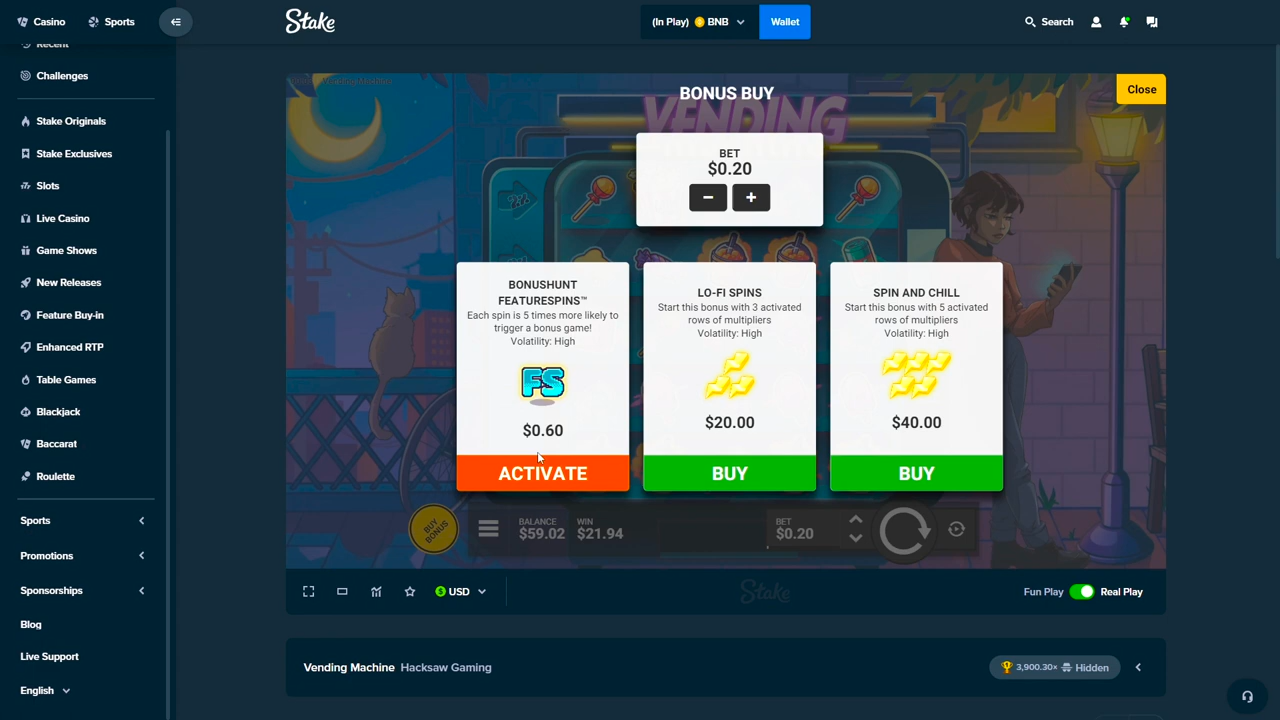 Casino
Sports
Stake
(In Play) BNB
Wallet
Search
Recent
Challenges
Stake Originals
Stake Exclusives
Slots
Live Casino
Game Shows
New Releases
Feature Buy-in
Enhanced RTP
Table Games
Blackjack
Baccarat
Roulette
Sports
Promotions
Sponsorships
Blog
Live Support
English
Vending Machine
VENDING
BONUS BUY
Close
BET
$0.20
−
+
BONUSHUNT
FEATURESPINS™
Each spin is 5 times more likely to
trigger a bonus game!
Volatility: High
FS
$0.60
ACTIVATE
LO-FI SPINS
Start this bonus with 3 activated
rows of multipliers
Volatility: High
$20.00
BUY
SPIN AND CHILL
Start this bonus with 5 activated
rows of multipliers
Volatility: High
$40.00
BUY
BUY
BONUS
BALANCE
$59.02
WIN
$21.94
BET
$0.20
USD
Stake
Fun Play
Real Play
Vending Machine Hacksaw Gaming
3,900.30× Hidden